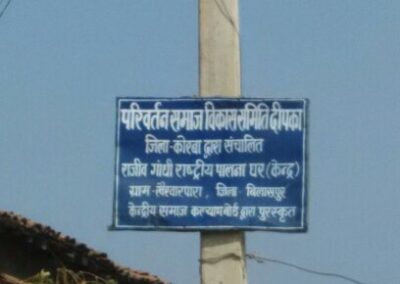 परिवर्तन समाज विकास समिति दीपका
जिला-कोरबा द्वारा संचालित
राजीव गांधी राष्ट्रीय पालना घर (केन्द्र)
ग्राम-खैरवारपारा, जिला-बिलासपुर
केन्द्रीय समाज कल्याण बोर्ड द्वारा पुरस्कृत